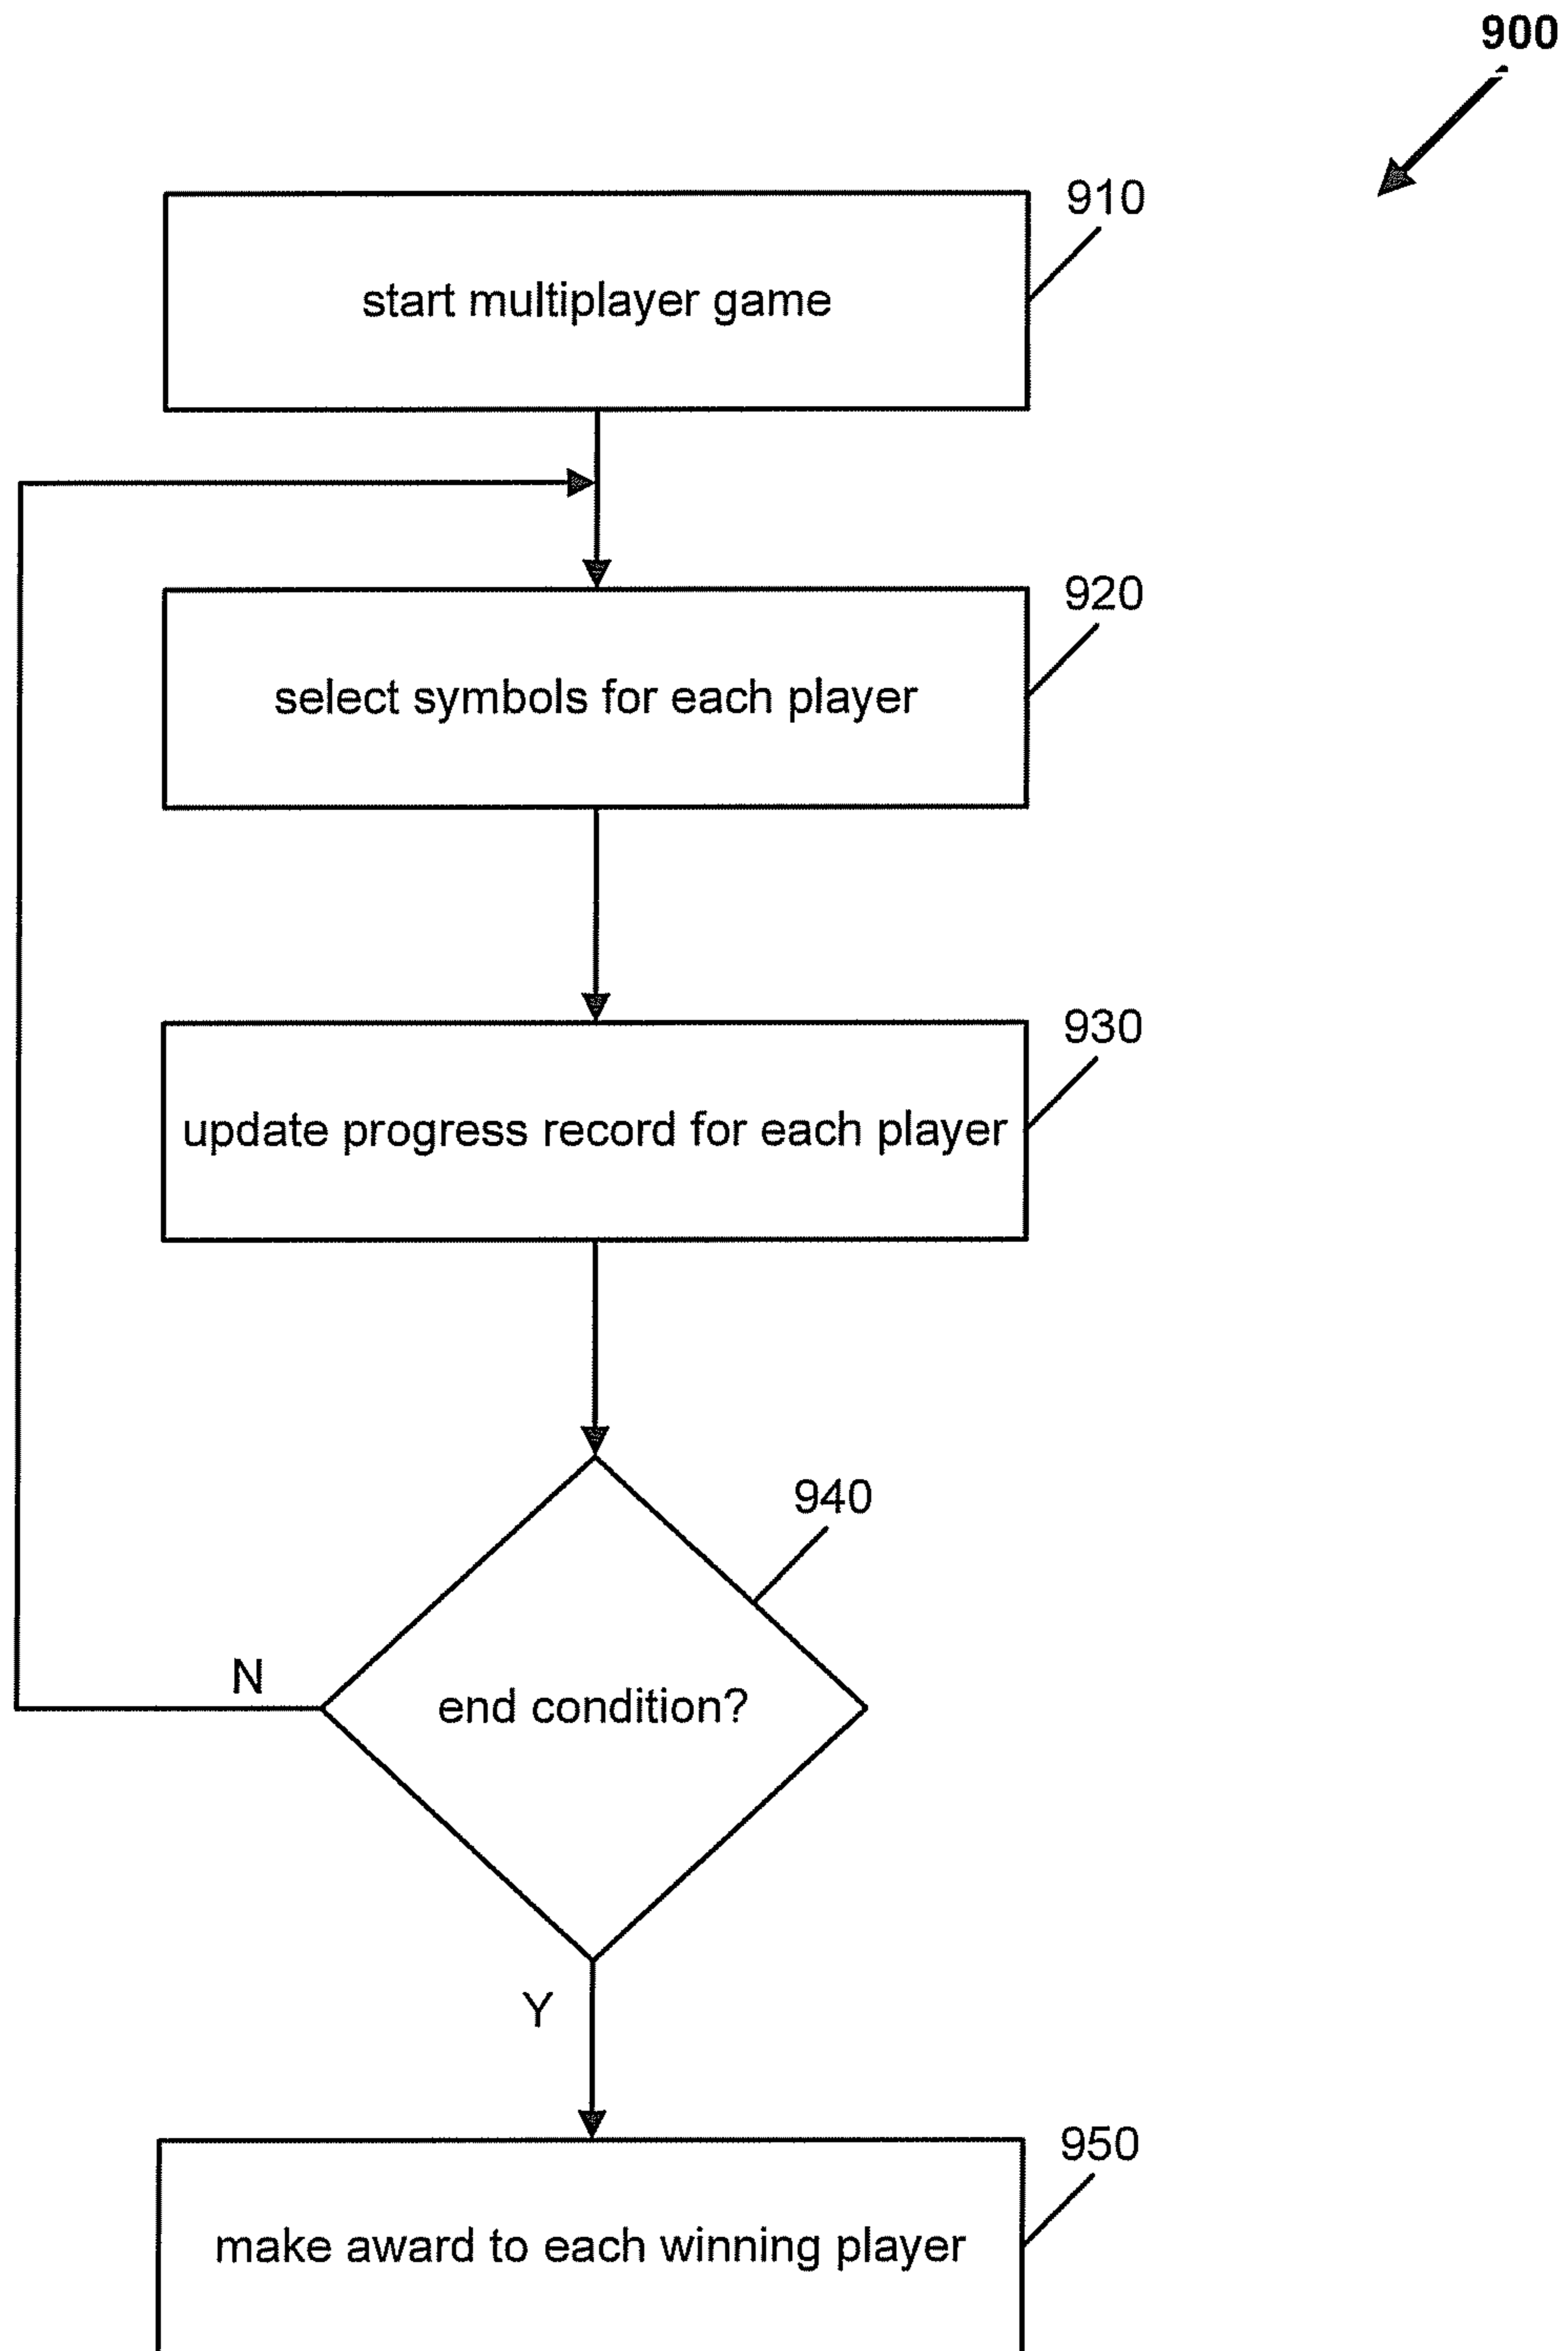 900
910
start multiplayer game
920
select symbols for each player
930
update progress record for each player
940
end condition?
N
Y
950
make award to each winning player